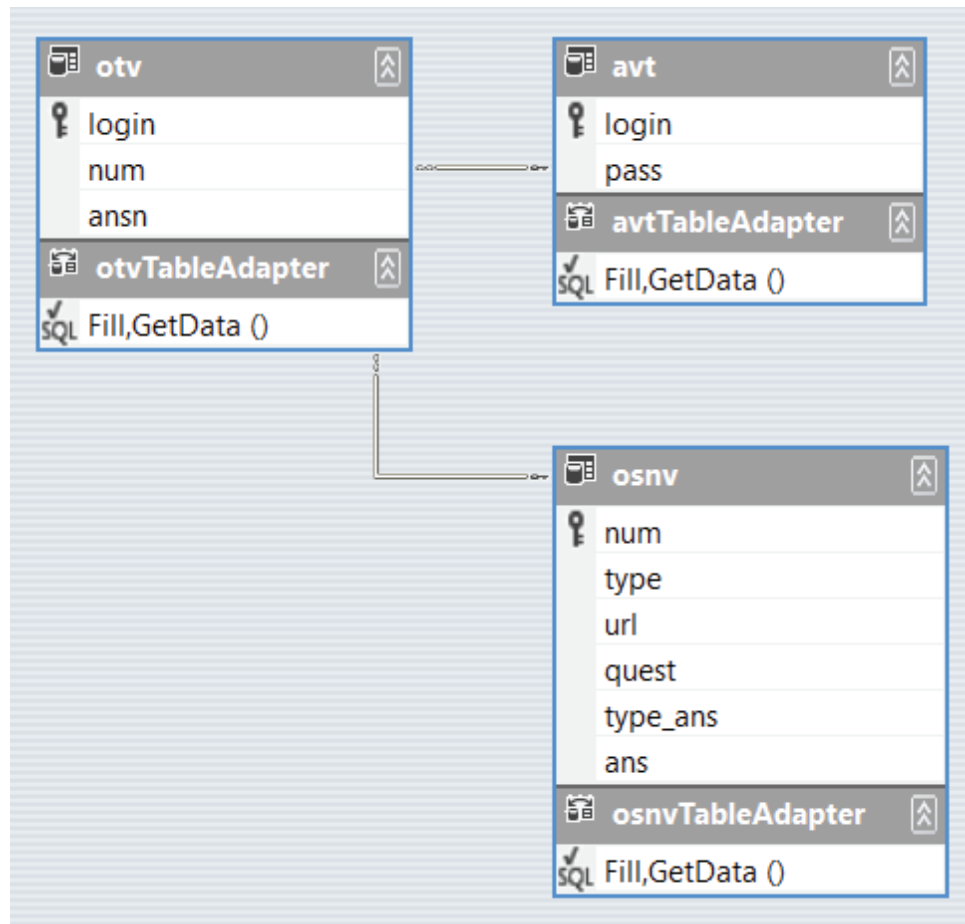 otv
login
num
ansn
otvTableAdapter
SQL Fill,GetData ()
avt
login
pass
avtTableAdapter
SQL Fill,GetData ()
osnv
num
type
url
quest
type_ans
ans
osnvTableAdapter
SQL Fill,GetData ()